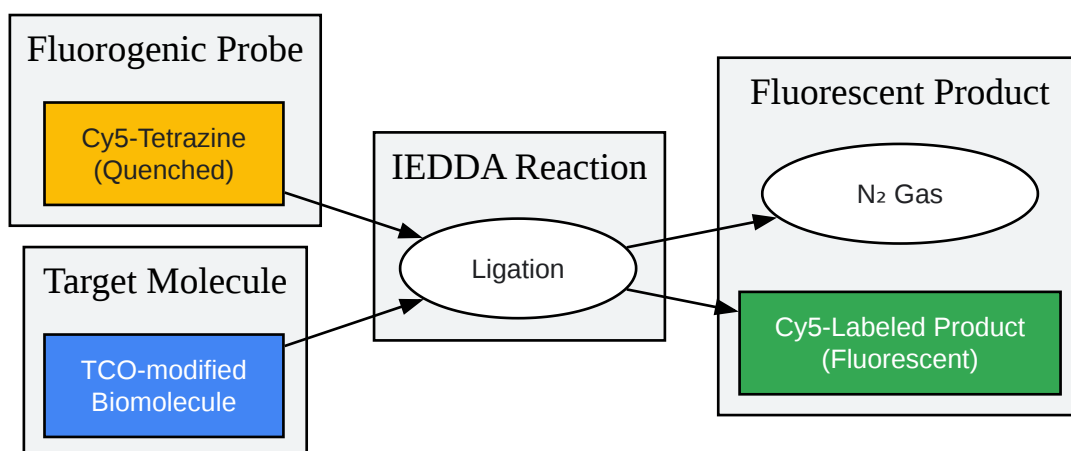 Fluorogenic Probe
Cy5-Tetrazine
(Quenched)
Target Molecule
TCO-modified
Biomolecule
IEDDA Reaction
Ligation
Fluorescent Product
N₂ Gas
Cy5-Labeled Product
(Fluorescent)